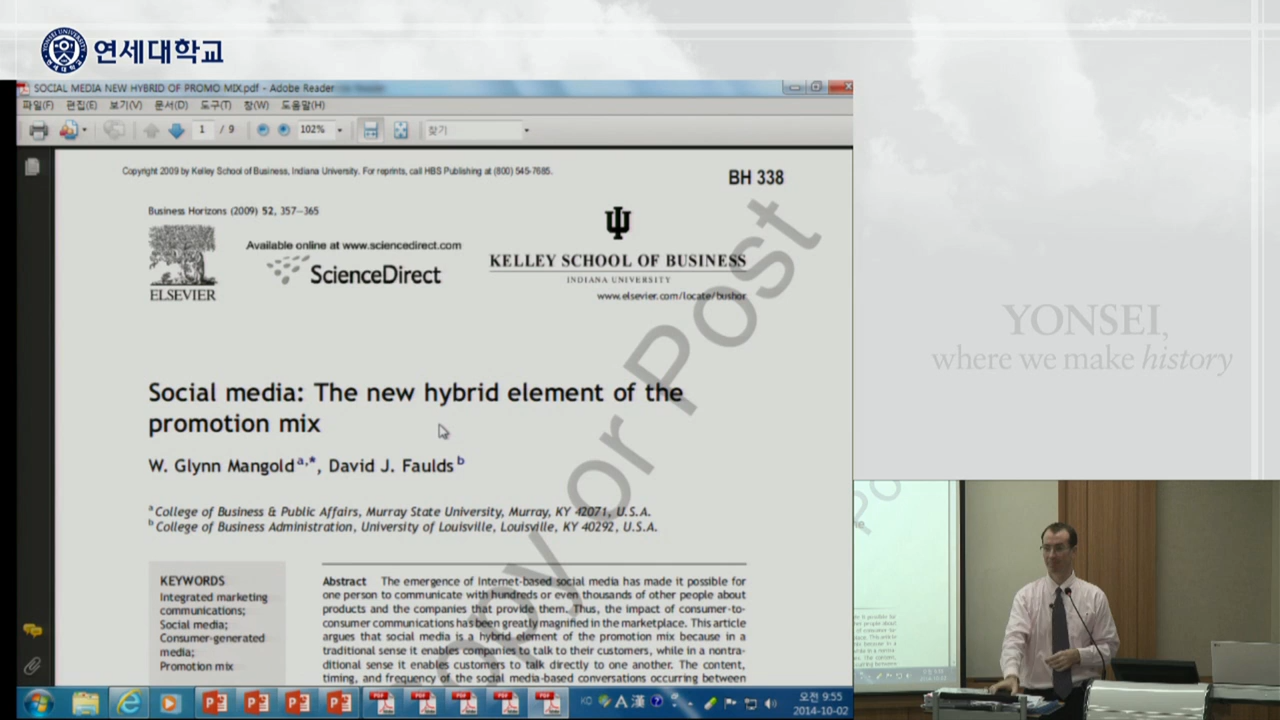 연세대학교
SOCIAL MEDIA NEW HYBRID OF PROMO MIX.pdf - Adobe Reader
파일(F) 편집(E) 보기(V) 문서(D) 도구(T) 창(W) 도움말(H)
1 / 9 102% 찾기
Copyright 2009 by Kelley School of Business, Indiana University. For reprints, call HBS Publishing at (800) 545-7685.
BH 338
Business Horizons (2009) 52, 357—365
Available online at www.sciencedirect.com
ScienceDirect
ELSEVIER
KELLEY SCHOOL OF BUSINESS
INDIANA UNIVERSITY
www.elsevier.com/locate/bushor
Social media: The new hybrid element of the
promotion mix
W. Glynn Mangold a,*, David J. Faulds b
a College of Business & Public Affairs, Murray State University, Murray, KY 42071, U.S.A.
b College of Business Administration, University of Louisville, Louisville, KY 40292, U.S.A.
KEYWORDS
Integrated marketing
communications;
Social media;
Consumer-generated
media;
Promotion mix
Abstract The emergence of Internet-based social media has made it possible for
one person to communicate with hundreds or even thousands of other people about
products and the companies that provide them. Thus, the impact of consumer-to-
consumer communications has been greatly magnified in the marketplace. This article
argues that social media is a hybrid element of the promotion mix because in a
traditional sense it enables companies to talk to their customers, while in a nontra-
ditional sense it enables customers to talk directly to one another. The content,
timing, and frequency of the social media-based conversations occurring between
py or Post
오전 9:55
2014-10-02
YONSEI,
where we make history